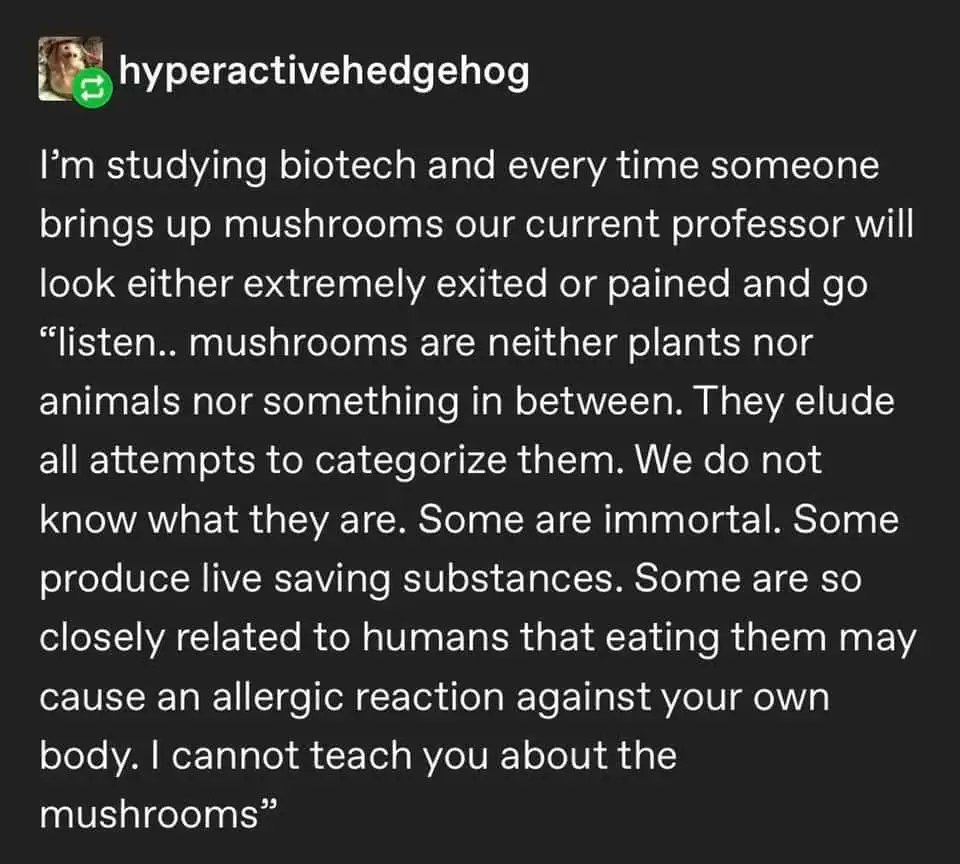 hyperactivehedgehog
I’m studying biotech and every time someone
brings up mushrooms our current professor will
look either extremely exited or pained and go
“listen.. mushrooms are neither plants nor
animals nor something in between. They elude
all attempts to categorize them. We do not
know what they are. Some are immortal. Some
produce live saving substances. Some are so
closely related to humans that eating them may
cause an allergic reaction against your own
body. I cannot teach you about the
mushrooms”